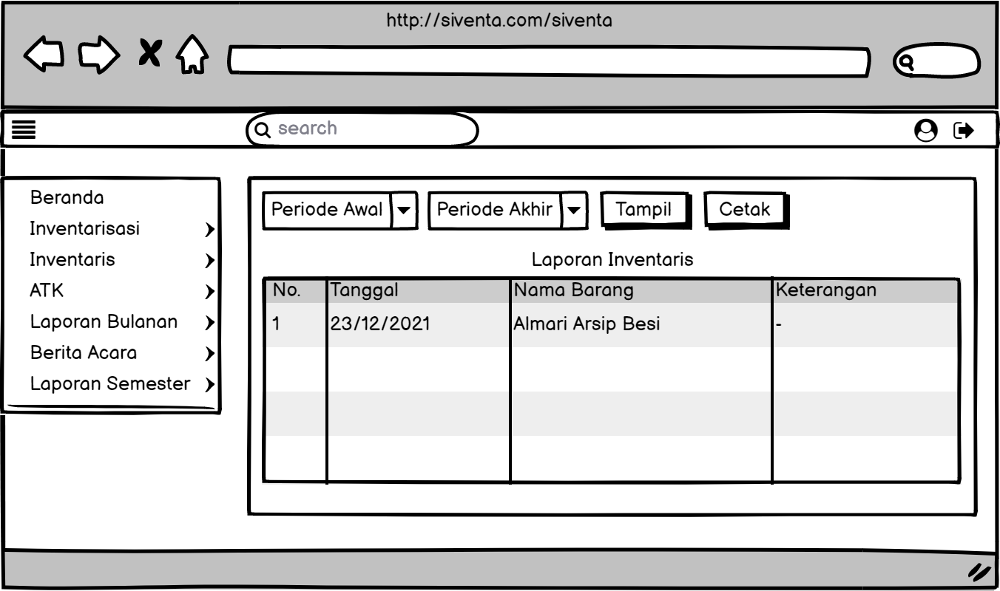 http://siventa.com/siventa
search
Beranda
Inventarisasi
Inventaris
ATK
Laporan Bulanan
Berita Acara
Laporan Semester
Periode Awal Periode Akhir Tampil Cetak
Laporan Inventaris
No. Tanggal Nama Barang Keterangan
1 23/12/2021 Almari Arsip Besi -